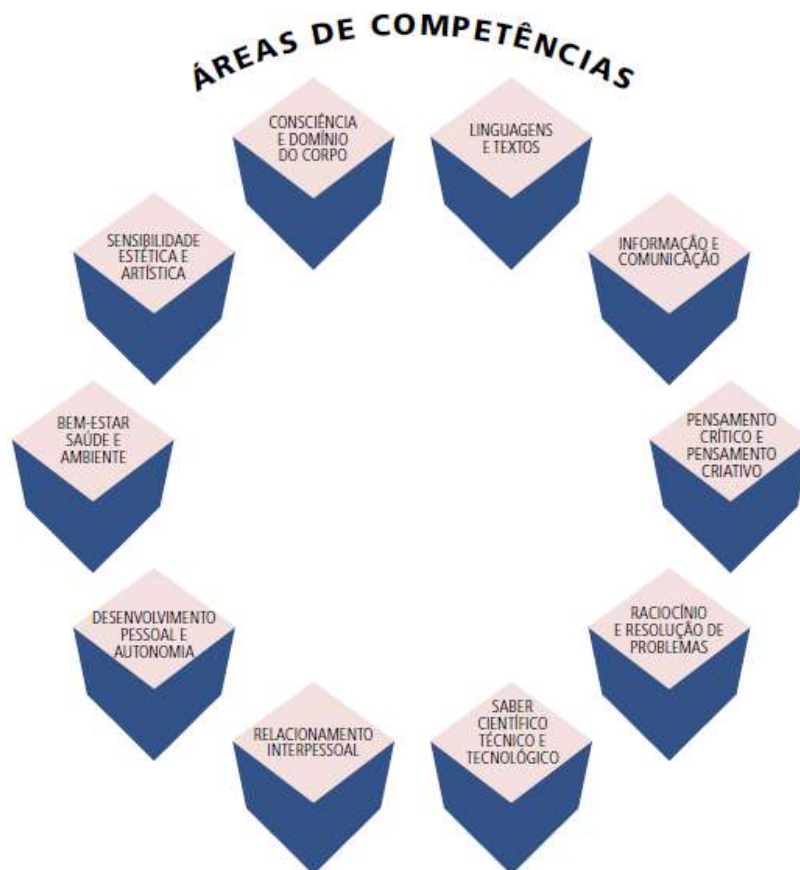 ÁREAS DE COMPETÊNCIAS
CONSCIÊNCIA
E DOMÍNIO
DO CORPO
LINGUAGENS
E TEXTOS
SENSIBILIDADE
ESTÉTICA E
ARTÍSTICA
INFORMAÇÃO E
COMUNICAÇÃO
BEM-ESTAR
SAÚDE E
AMBIENTE
PENSAMENTO
CRÍTICO E
PENSAMENTO
CRIATIVO
DESENVOLVIMENTO
PESSOAL E
AUTONOMIA
RACIOCÍNIO
E RESOLUÇÃO DE
PROBLEMAS
RELACIONAMENTO
INTERPESSOAL
SABER
CIENTÍFICO
TÉCNICO E
TECNOLÓGICO